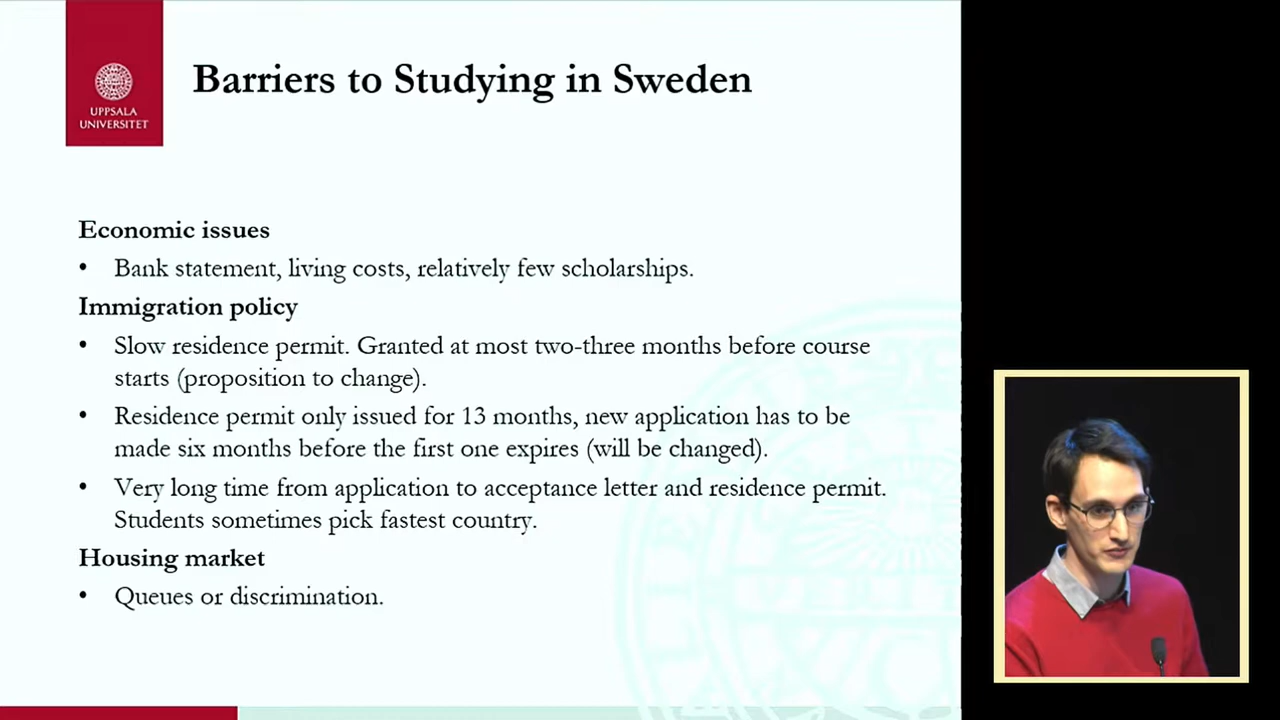 UPPSALA
UNIVERSITET
Barriers to Studying in Sweden
Economic issues
• Bank statement, living costs, relatively few scholarships.
Immigration policy
• Slow residence permit. Granted at most two-three months before course
starts (proposition to change).
• Residence permit only issued for 13 months, new application has to be
made six months before the first one expires (will be changed).
• Very long time from application to acceptance letter and residence permit.
Students sometimes pick fastest country.
Housing market
• Queues or discrimination.